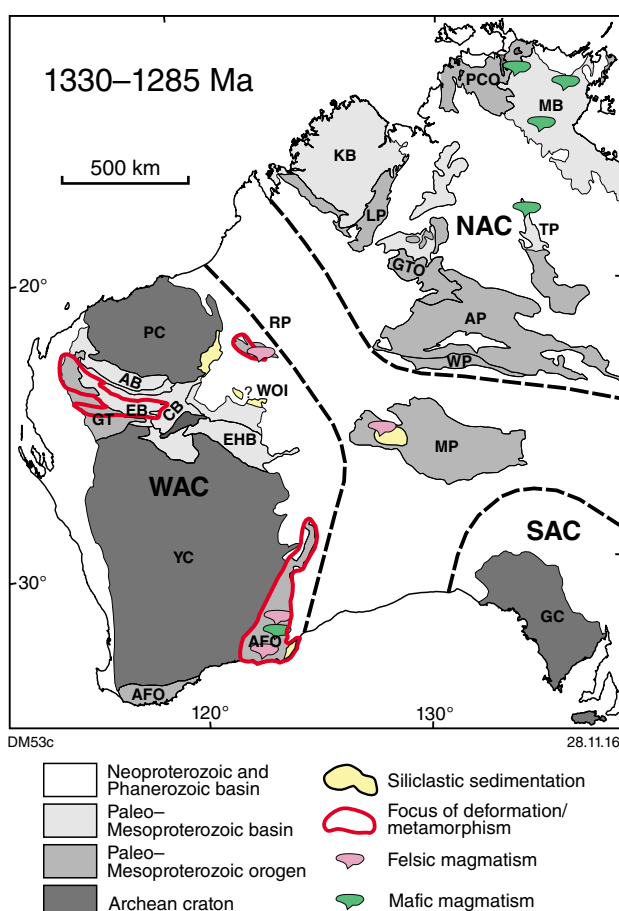 1330–1285 Ma
500 km
PCO
MB
KB
LP
NAC
TP
GTO
20°
AP
WP
RP
PC
AB
? WOI
EB
CB
GT
EHB
MP
WAC
SAC
YC
30°
GC
AFO
AFO
120°
130°
DM53c
28.11.16
Neoproterozoic and
Phanerozoic basin
Paleo–
Mesoproterozoic basin
Paleo–
Mesoproterozoic orogen
Archean craton
Siliclastic sedimentation
Focus of deformation/
metamorphism
Felsic magmatism
Mafic magmatism